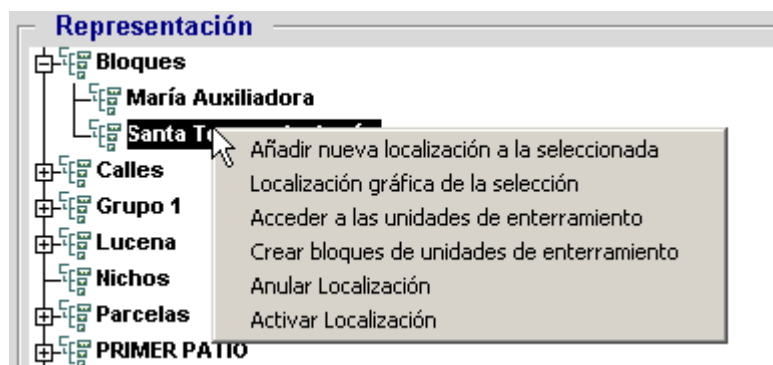 Representación
Bloques
María Auxiliadora
Santa
Añadir nueva localización a la seleccionada
Localización gráfica de la selección
Acceder a las unidades de enterramiento
Crear bloques de unidades de enterramiento
Anular Localización
Activar Localización
Calles
Grupo 1
Lucena
Nichos
Parcelas
PRIMER PATIO